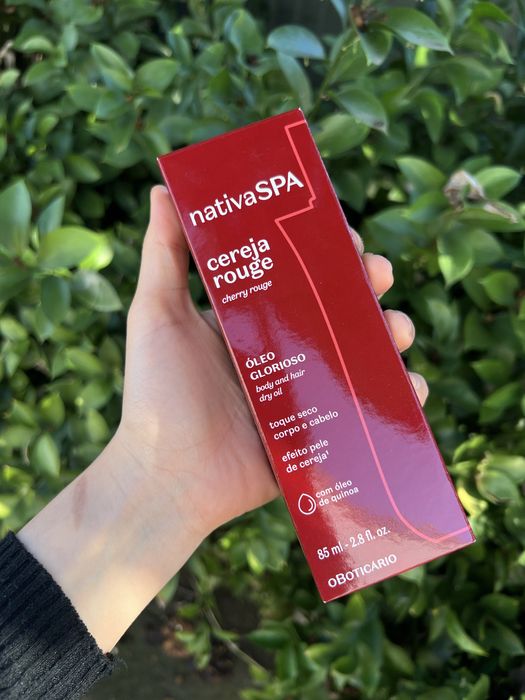 nativaSPA
cereja
rouge
cherry rouge
ÓLEO
GLORIOSO
body and hair
dry oil
toque seco
corpo e cabelo
efeito pele
de cereja¹
com óleo
de quinoa
85 ml - 2.8 fl. oz.
oBOTICÁRIO